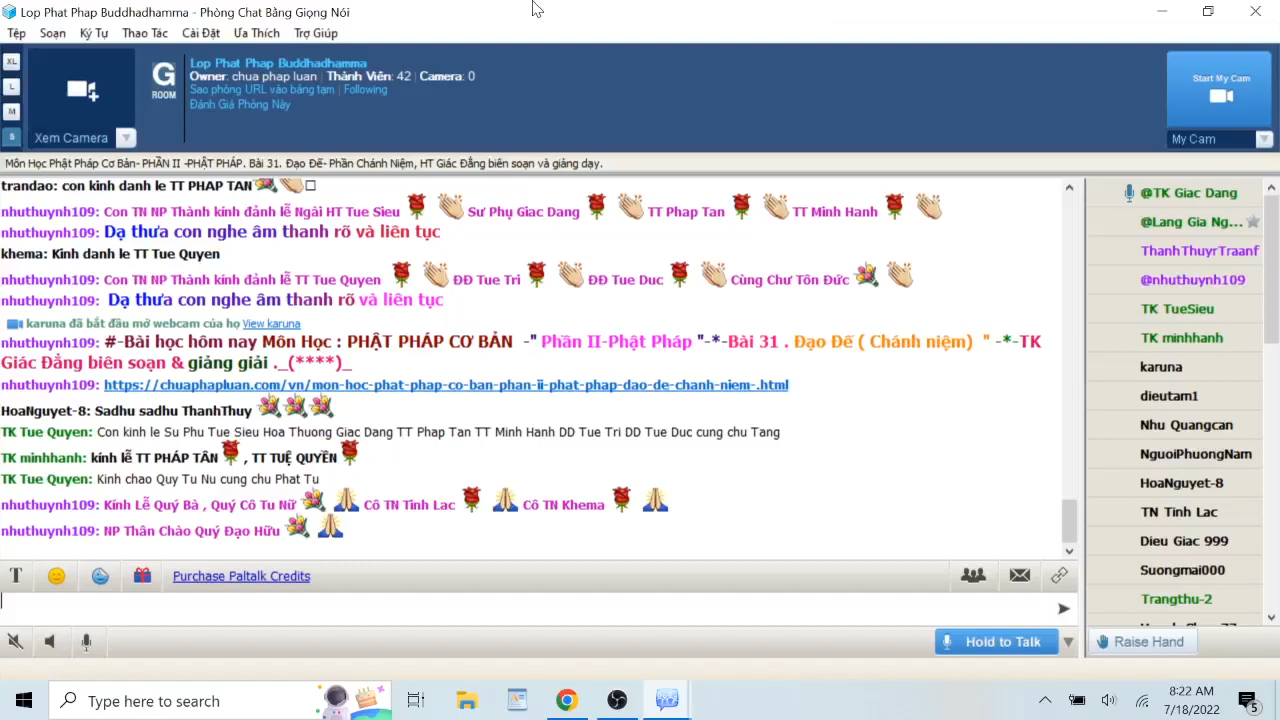 Lop Phat Phap Buddhadhamma - Phòng Chat Bằng Giọng Nói
Tệp Soạn Ký Tự Thao Tác Cài Đặt Ưa Thích Trợ Giúp
XL
L
M
S
Xem Camera
G
ROOM
Lop Phat Phap Buddhadhamma
Owner: chua phap luan | Thành Viên: 42 | Camera: 0
Sao phòng URL vào bảng tạm | Following
Đánh Giá Phòng Này
Start My Cam
My Cam
Môn Học Phật Pháp Cơ Bản- PHẦN II -PHẬT PHÁP. Bài 31. Đạo Đế- Phần Chánh Niệm, HT Giác Đẳng biên soạn và giảng dạy.
trandao: con kinh danh le TT PHAP TAN
nhuthuynh109: Con TN NP Thành kính đảnh lễ Ngài HT Tue Sieu Sư Phụ Giac Dang TT Phap Tan TT Minh Hanh
nhuthuynh109: Dạ thưa con nghe âm thanh rõ và liên tục
khema: Kinh danh le TT Tue Quyen
nhuthuynh109: Con TN NP Thành kính đảnh lễ TT Tue Quyen ĐĐ Tue Tri ĐĐ Tue Duc Cùng Chư Tôn Đức
nhuthuynh109: Dạ thưa con nghe âm thanh rõ và liên tục
karuna đã bắt đầu mở webcam của họ View karuna
nhuthuynh109: #-Bài học hôm nay Môn Học : PHẬT PHÁP CƠ BẢN -" Phần II-Phật Pháp "-*-Bài 31 . Đạo Đế ( Chánh niệm) " -*-TK
Giác Đẳng biên soạn & giảng giải ._(****)_
nhuthuynh109: https://chuaphapluan.com/vn/mon-hoc-phat-phap-co-ban-phan-ii-phat-phap-dao-de-chanh-niem-.html
HoaNguyet-8: Sadhu sadhu ThanhThuy
TK Tue Quyen: Con kinh le Su Phu Tue Sieu Hoa Thuong Giac Dang TT Phap Tan TT Minh Hanh DD Tue Tri DD Tue Duc cung chu Tang
TK minhhanh: kính lễ TT PHÁP TÂN , TT TUỆ QUYỀN
TK Tue Quyen: Kinh chao Quy Tu Nu cung chu Phat Tu
nhuthuynh109: Kính Lễ Quý Bà , Quý Cô Tu Nữ Cô TN Tinh Lac Cô TN Khema
nhuthuynh109: NP Thân Chào Quý Đạo Hữu
Purchase Paltalk Credits
Hold to Talk
@TK Giac Dang
@Lang Gia Ng...
ThanhThuyrTraanf
@nhuthuynh109
TK TueSieu
TK minhhanh
karuna
dieutam1
Nhu Quangcan
NguoiPhuongNam
HoaNguyet-8
TN Tinh Lac
Dieu Giac 999
Suongmai000
Trangthu-2
Raise Hand
Type here to search
8:22 AM
7/18/2022
5